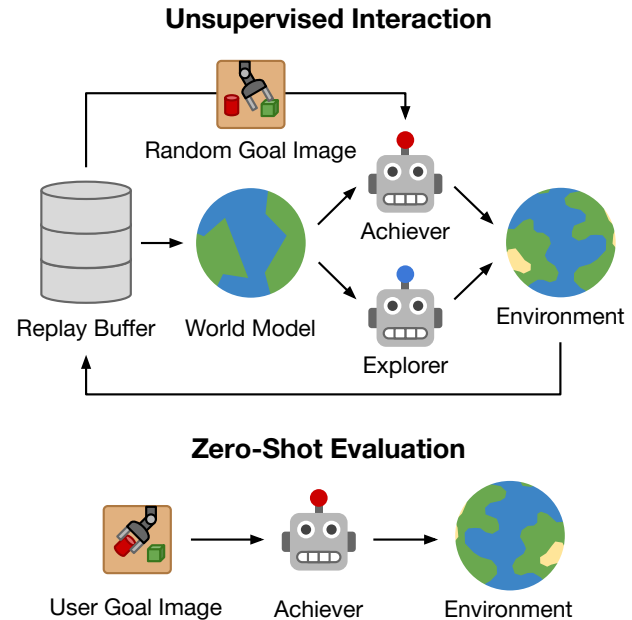 Unsupervised Interaction
Random Goal Image
Achiever
Replay Buffer
World Model
Explorer
Environment
Zero-Shot Evaluation
User Goal Image
Achiever
Environment